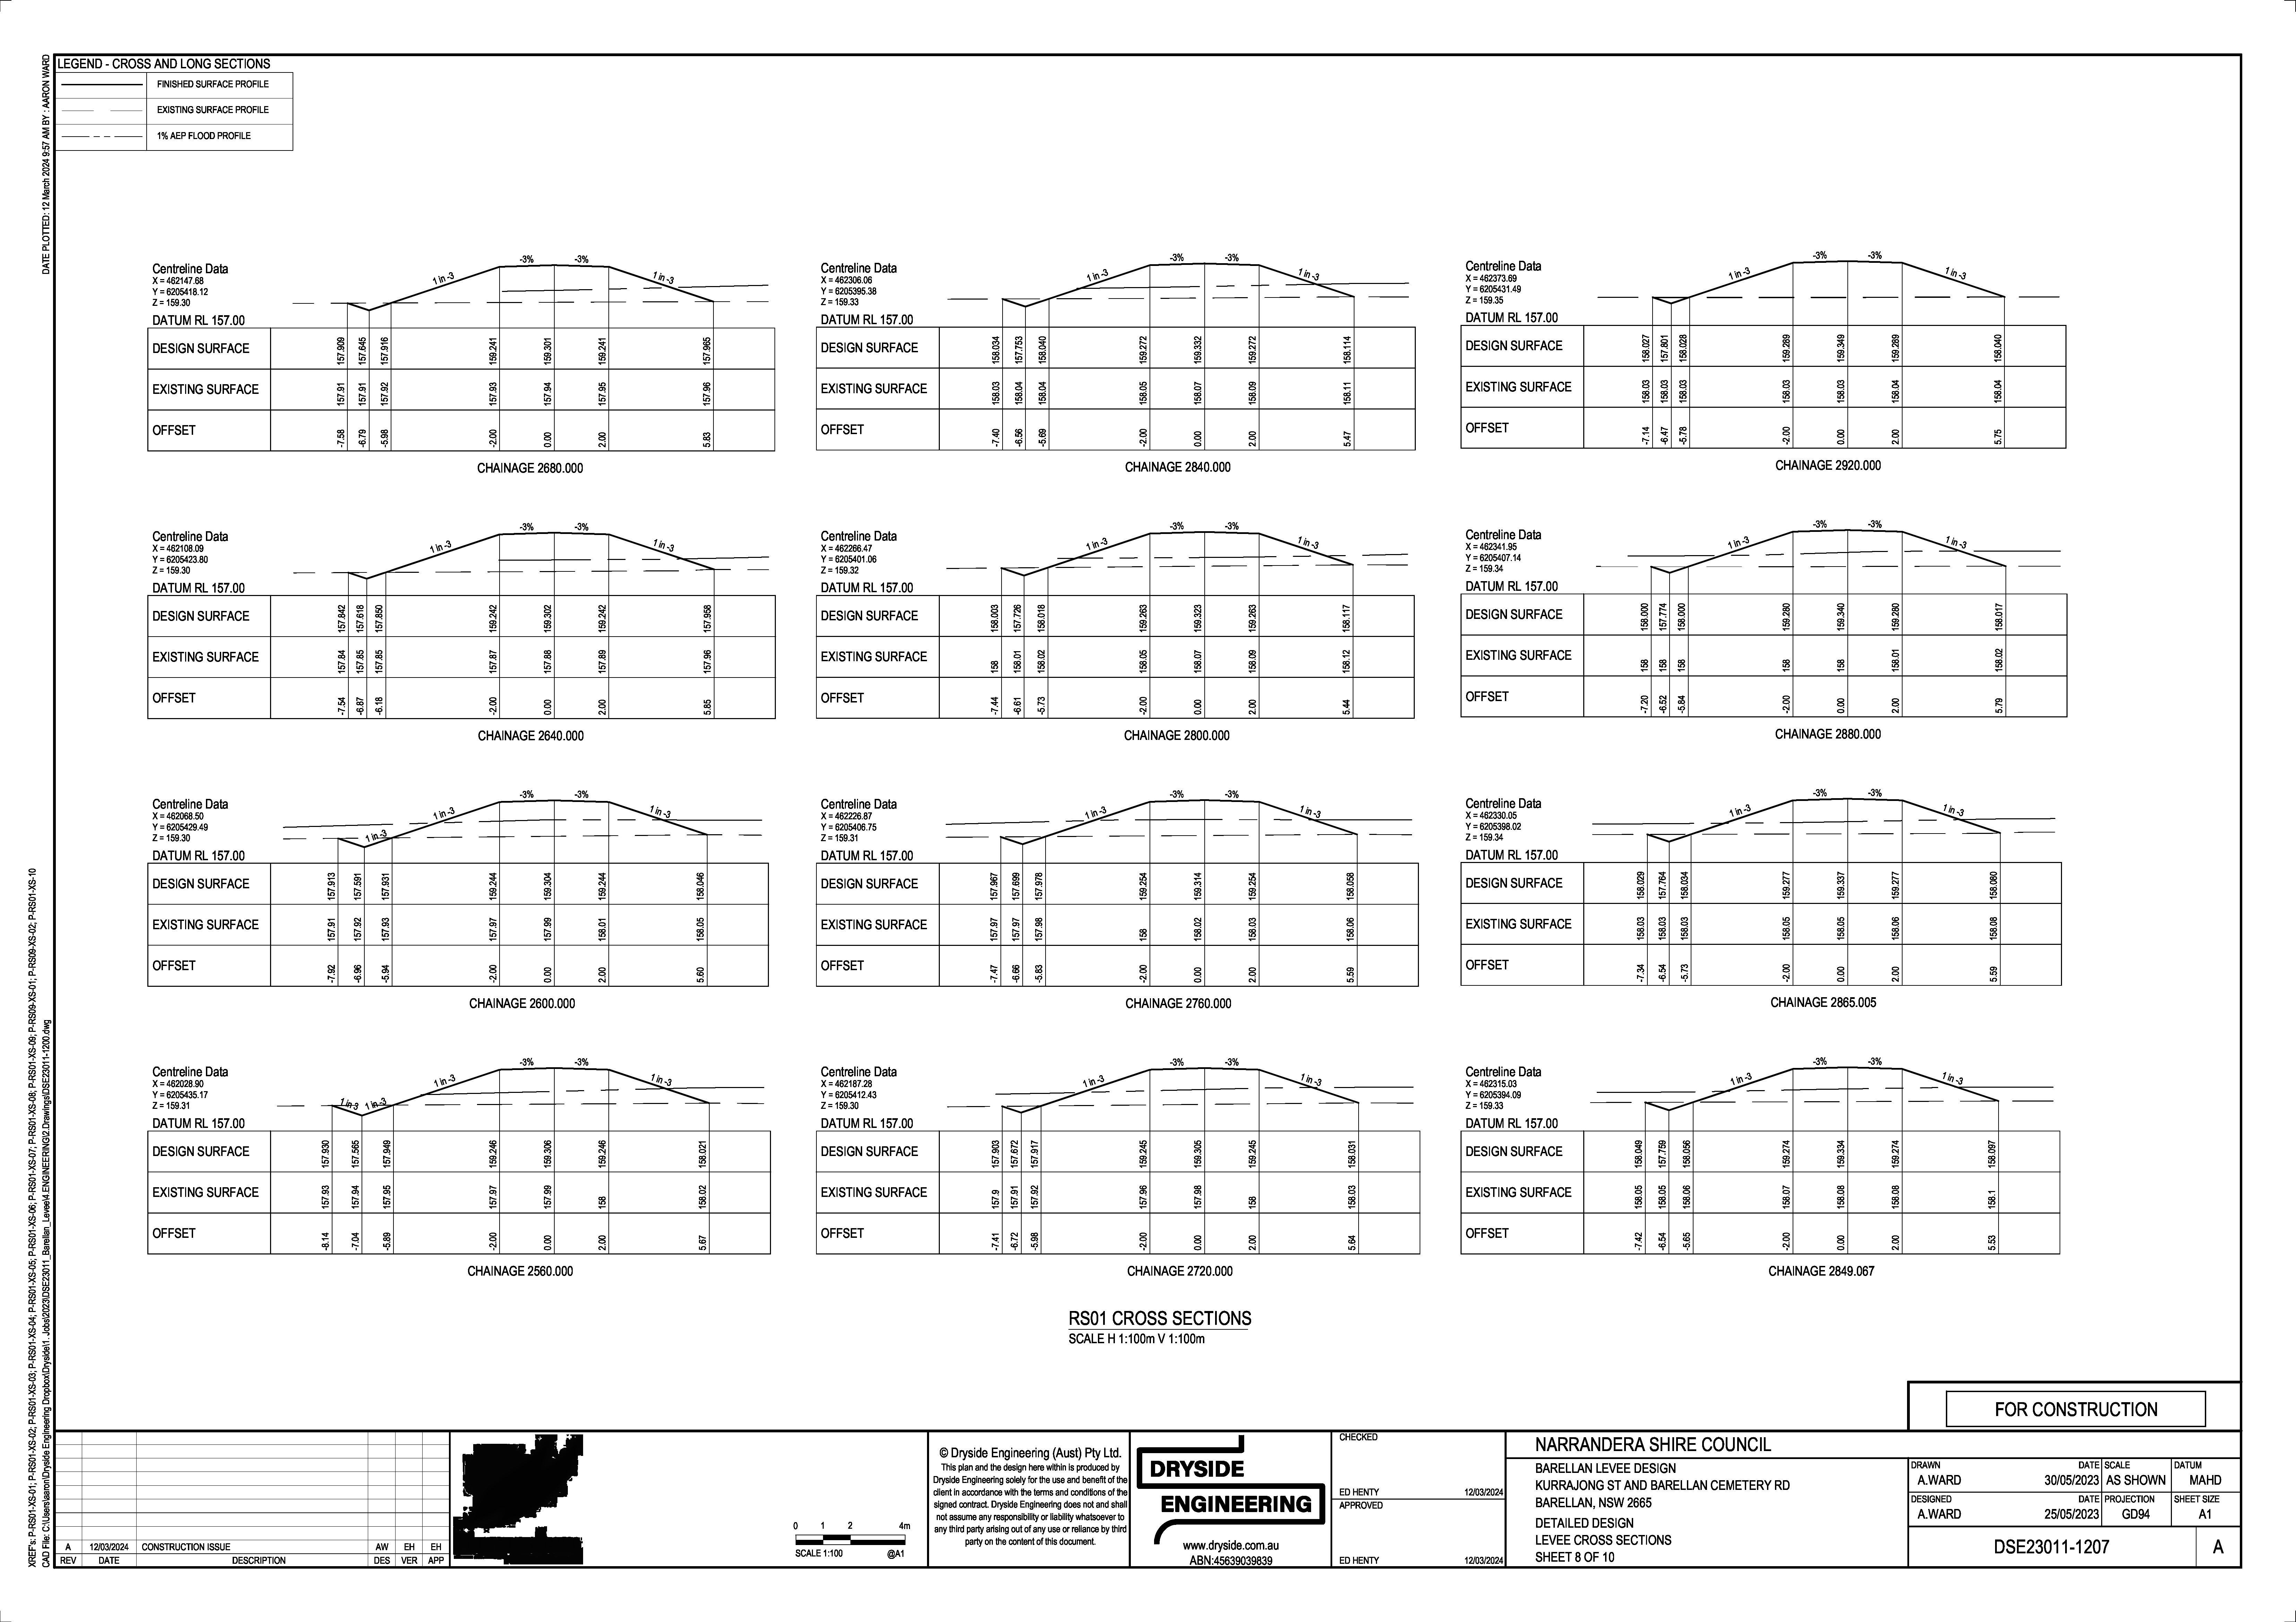 LEGEND - CROSS AND LONG SECTIONS
FINISHED SURFACE PROFILE
EXISTING SURFACE PROFILE
1% AEP FLOOD PROFILE
DATE PLOTTED: 12 March 2024 9:57 AM BY : AARON WARD
XREF's: P-RS01-XS-01; P-RS01-XS-02; P-RS01-XS-03; P-RS01-XS-04; P-RS01-XS-05; P-RS01-XS-06; P-RS01-XS-07; P-RS01-XS-08; P-RS01-XS-09; P-RS09-XS-01; P-RS09-XS-02; P-RS01-XS-10
CAD File: C:\Users\aaron\Dryside Engineering Dropbox\Dryside\1. Jobs\2023\DSE23011_Barellan_Levee\4.ENGINEERING\2.Drawings\DSE23011-1200.dwg
Centreline Data
X = 462147.68
Y = 6205418.12
Z = 159.30
DATUM RL 157.00
1 in -3 -3% -3% 1 in -3
DESIGN SURFACE 157.909 157.645 157.916 159.241 159.301 159.241 157.965
EXISTING SURFACE 157.91 157.91 157.92 157.93 157.94 157.95 157.96
OFFSET -7.58 -6.79 -5.98 -2.00 0.00 2.00 5.83
CHAINAGE 2680.000
Centreline Data
X = 462306.06
Y = 6205395.38
Z = 159.33
DATUM RL 157.00
1 in -3 -3% -3% 1 in -3
DESIGN SURFACE 158.034 157.753 158.040 159.272 159.332 159.272 158.114
EXISTING SURFACE 158.03 158.04 158.04 158.05 158.07 158.09 158.11
OFFSET -7.40 -6.56 -5.69 -2.00 0.00 2.00 5.47
CHAINAGE 2840.000
Centreline Data
X = 462373.69
Y = 6205431.49
Z = 159.35
DATUM RL 157.00
1 in -3 -3% -3% 1 in -3
DESIGN SURFACE 158.027 157.801 158.028 159.289 159.349 159.289 158.040
EXISTING SURFACE 158.03 158.03 158.03 158.03 158.03 158.04 158.04
OFFSET -7.14 -6.47 -5.78 -2.00 0.00 2.00 5.75
CHAINAGE 2920.000
Centreline Data
X = 462108.09
Y = 6205423.80
Z = 159.30
DATUM RL 157.00
1 in -3 -3% -3% 1 in -3
DESIGN SURFACE 157.842 157.618 157.850 159.242 159.302 159.242 157.958
EXISTING SURFACE 157.84 157.85 157.85 157.87 157.88 157.89 157.96
OFFSET -7.54 -6.87 -6.18 -2.00 0.00 2.00 5.85
CHAINAGE 2640.000
Centreline Data
X = 462266.47
Y = 6205401.06
Z = 159.32
DATUM RL 157.00
1 in -3 -3% -3% 1 in -3
DESIGN SURFACE 158.003 157.726 158.018 159.263 159.323 159.263 158.117
EXISTING SURFACE 158 158.01 158.02 158.05 158.07 158.09 158.12
OFFSET -7.44 -6.61 -5.73 -2.00 0.00 2.00 5.44
CHAINAGE 2800.000
Centreline Data
X = 462341.95
Y = 6205407.14
Z = 159.34
DATUM RL 157.00
1 in -3 -3% -3% 1 in -3
DESIGN SURFACE 158.000 157.774 158.000 159.280 159.340 159.280 158.017
EXISTING SURFACE 158 158 158 158 158 158.01 158.02
OFFSET -7.20 -6.52 -5.84 -2.00 0.00 2.00 5.79
CHAINAGE 2880.000
Centreline Data
X = 462068.50
Y = 6205429.49
Z = 159.30
DATUM RL 157.00
1 in -3 1 in -3 -3% -3% 1 in -3
DESIGN SURFACE 157.913 157.591 157.931 159.244 159.304 159.244 158.046
EXISTING SURFACE 157.91 157.92 157.93 157.97 157.99 158.01 158.05
OFFSET -7.92 -6.96 -5.94 -2.00 0.00 2.00 5.60
CHAINAGE 2600.000
Centreline Data
X = 462226.87
Y = 6205406.75
Z = 159.31
DATUM RL 157.00
1 in -3 -3% -3% 1 in -3
DESIGN SURFACE 157.967 157.699 157.978 159.254 159.314 159.254 158.058
EXISTING SURFACE 157.97 157.97 157.98 158 158.02 158.03 158.06
OFFSET -7.47 -6.66 -5.83 -2.00 0.00 2.00 5.59
CHAINAGE 2760.000
Centreline Data
X = 462330.05
Y = 6205398.02
Z = 159.34
DATUM RL 157.00
1 in -3 -3% -3% 1 in -3
DESIGN SURFACE 158.029 157.764 158.034 159.277 159.337 159.277 158.080
EXISTING SURFACE 158.03 158.03 158.03 158.05 158.05 158.06 158.08
OFFSET -7.34 -6.54 -5.73 -2.00 0.00 2.00 5.59
CHAINAGE 2865.005
Centreline Data
X = 462028.90
Y = 6205435.17
Z = 159.31
DATUM RL 157.00
1 in -3 1 in -3 1 in -3 -3% -3% 1 in -3
DESIGN SURFACE 157.930 157.565 157.949 159.246 159.306 159.246 158.021
EXISTING SURFACE 157.93 157.94 157.95 157.97 157.99 158 158.02
OFFSET -8.14 -7.04 -5.89 -2.00 0.00 2.00 5.67
CHAINAGE 2560.000
Centreline Data
X = 462187.28
Y = 6205412.43
Z = 159.30
DATUM RL 157.00
1 in -3 -3% -3% 1 in -3
DESIGN SURFACE 157.903 157.672 157.917 159.245 159.305 159.245 158.031
EXISTING SURFACE 157.9 157.91 157.92 157.96 157.98 158 158.03
OFFSET -7.41 -6.72 -5.98 -2.00 0.00 2.00 5.64
CHAINAGE 2720.000
Centreline Data
X = 462315.03
Y = 6205394.09
Z = 159.33
DATUM RL 157.00
1 in -3 -3% -3% 1 in -3
DESIGN SURFACE 158.049 157.759 158.056 159.274 159.334 159.274 158.097
EXISTING SURFACE 158.05 158.05 158.06 158.07 158.08 158.08 158.1
OFFSET -7.42 -6.54 -5.65 -2.00 0.00 2.00 5.53
CHAINAGE 2849.067
RS01 CROSS SECTIONS
SCALE H 1:100m V 1:100m
FOR CONSTRUCTION
A 12/03/2024 CONSTRUCTION ISSUE AW EH EH
REV DATE DESCRIPTION DES VER APP
0 1 2 4m
SCALE 1:100 @A1
© Dryside Engineering (Aust) Pty Ltd.
This plan and the design here within is produced by
Dryside Engineering solely for the use and benefit of the
client in accordance with the terms and conditions of the
signed contract. Dryside Engineering does not and shall
not assume any responsibility or liability whatsoever to
any third party arising out of any use or reliance by third
party on the content of this document.
DRYSIDE
ENGINEERING
www.dryside.com.au
ABN:45639039839
CHECKED
ED HENTY 12/03/2024
APPROVED
ED HENTY 12/03/2024
NARRANDERA SHIRE COUNCIL
BARELLAN LEVEE DESIGN
KURRAJONG ST AND BARELLAN CEMETERY RD
BARELLAN, NSW 2665
DETAILED DESIGN
LEVEE CROSS SECTIONS
SHEET 8 OF 10
DRAWN DATE SCALE DATUM
A.WARD 30/05/2023 AS SHOWN MAHD
DESIGNED DATE PROJECTION SHEET SIZE
A.WARD 25/05/2023 GD94 A1
DSE23011-1207 A